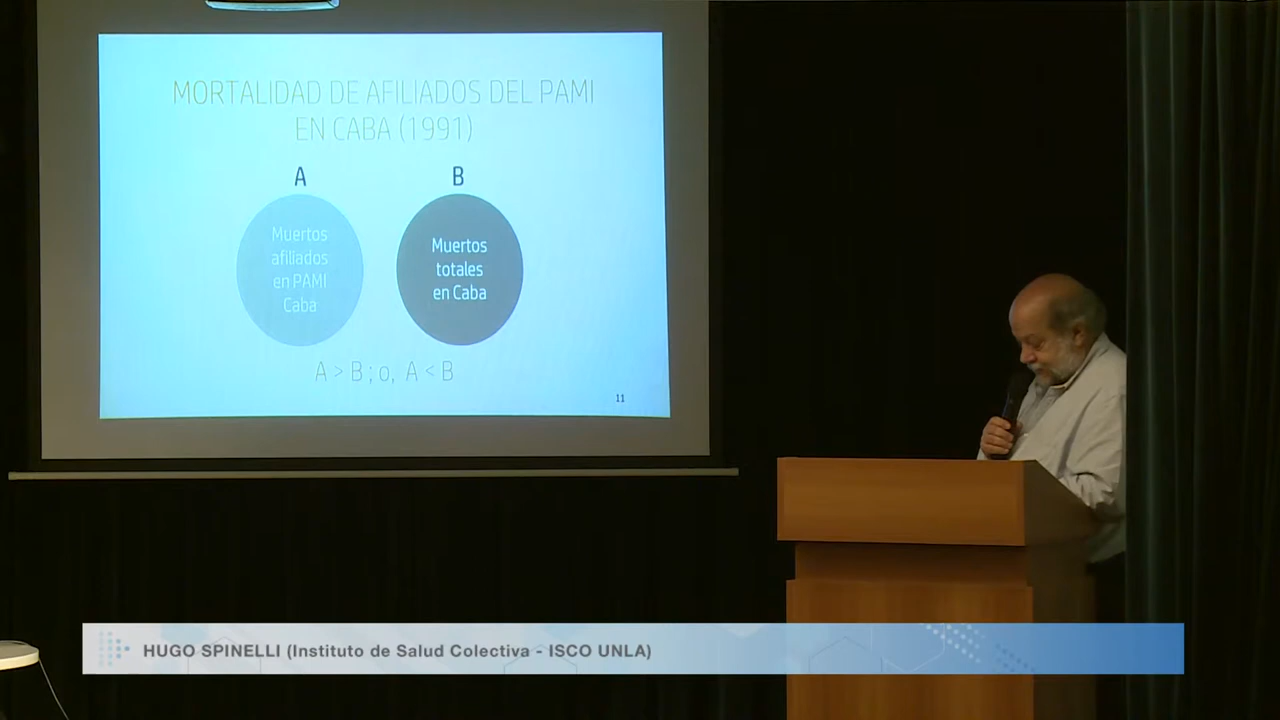 MORTALIDAD DE AFILIADOS DEL PAMI
EN CABA (1991)
A
B
Muertos
afiliados
en PAMI
Caba
Muertos
totales
en Caba
A > B ; o, A < B
11
HUGO SPINELLI (Instituto de Salud Colectiva - ISCO UNLA)